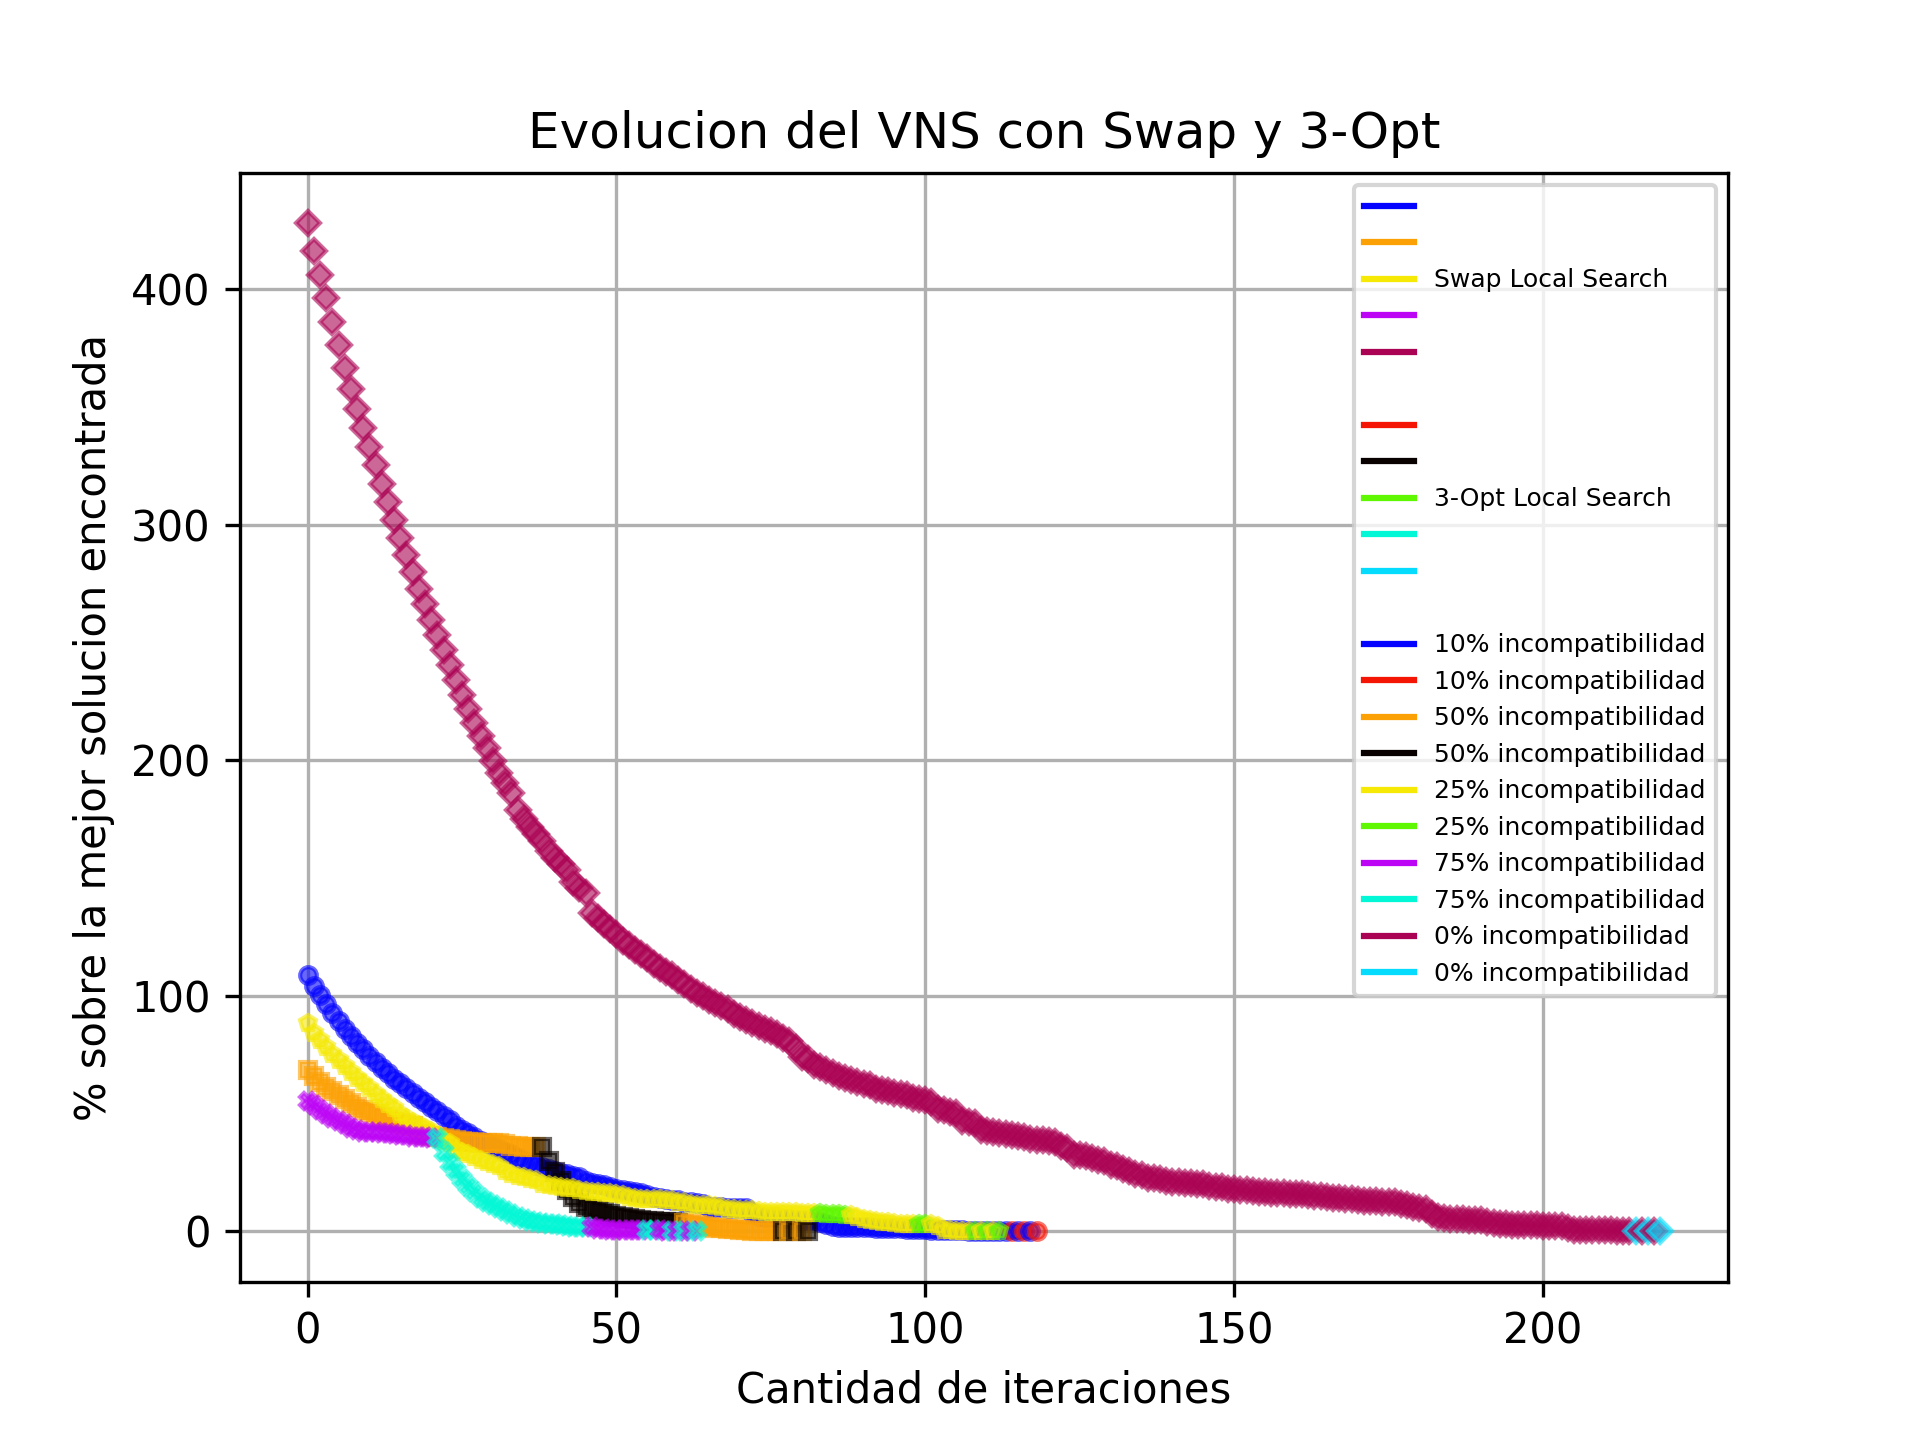 Evolucion del VNS con Swap y 3-Opt
% sobre la mejor solucion encontrada
400
300
200
100
0
Swap Local Search
3-Opt Local Search
10% incompatibilidad
10% incompatibilidad
50% incompatibilidad
50% incompatibilidad
25% incompatibilidad
25% incompatibilidad
75% incompatibilidad
75% incompatibilidad
0% incompatibilidad
0% incompatibilidad
0 50 100 150 200
Cantidad de iteraciones